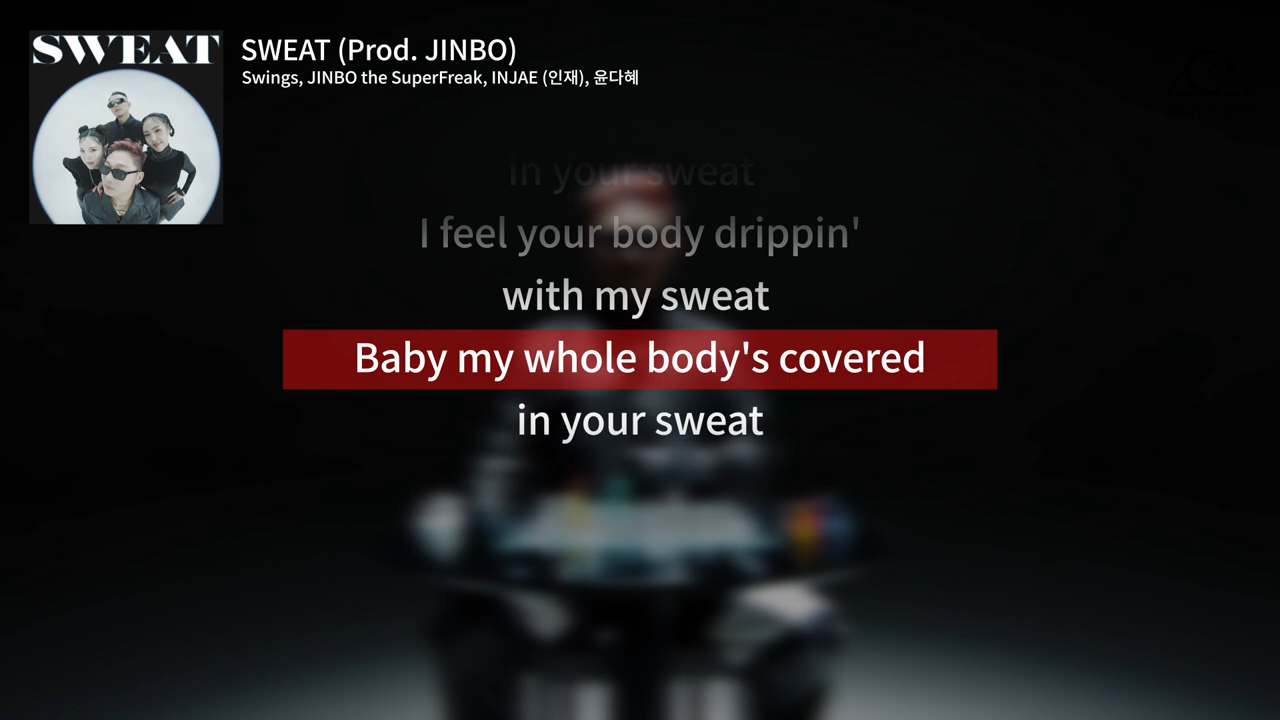 SWEAT
SWEAT (Prod. JINBO)
Swings, JINBO the SuperFreak, INJAE (인재), 윤다혜
in your sweat
I feel your body drippin'
with my sweat
Baby my whole body's covered
in your sweat